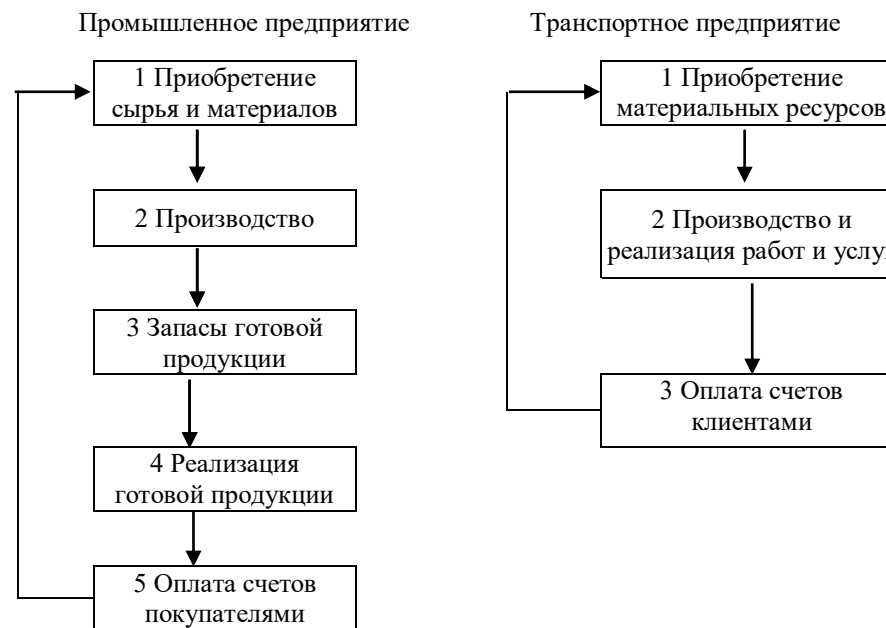 Промышленное предприятие
1 Приобретение
сырья и материалов
2 Производство
3 Запасы готовой
продукции
4 Реализация
готовой продукции
5 Оплата счетов
покупателями
Транспортное предприятие
1 Приобретение
материальных ресурсов
2 Производство и
реализация работ и услу
3 Оплата счетов
клиентами